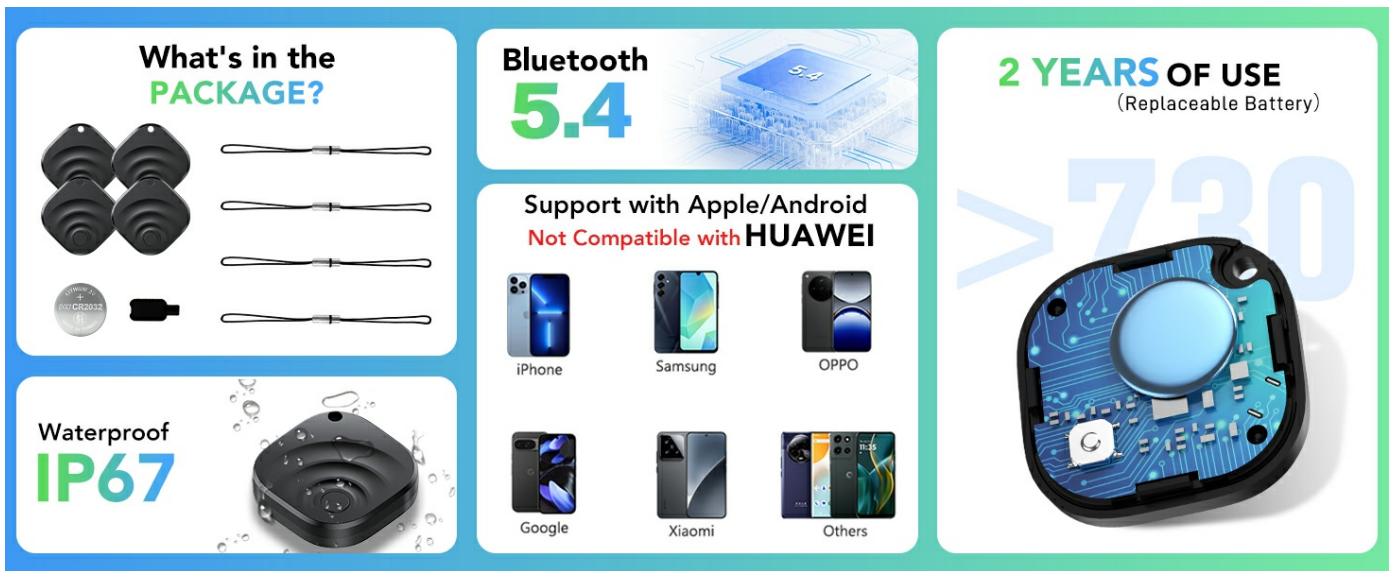 What's in the
PACKAGE?
CR2032
Waterproof
IP67
Bluetooth
5.4
5.4
Support with Apple/Android
Not Compatible with HUAWEI
iPhone
Samsung
OPPO
Google
Xiaomi
Others
2 YEARS OF USE
(Replaceable Battery)
>730